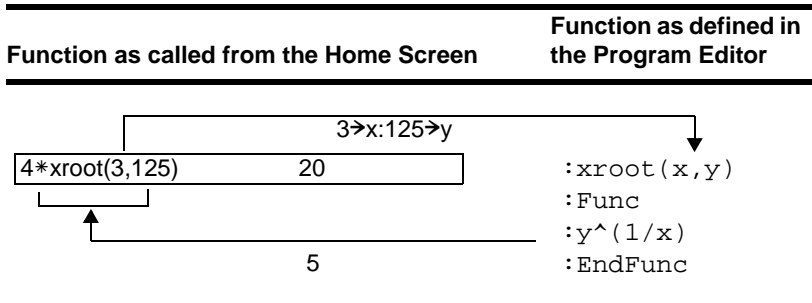 Function as called from the Home Screen
Function as defined in
the Program Editor
3→x:125→y
4*xroot(3,125) 20
5
:xroot(x,y)
:Func
:y^(1/x)
:EndFunc